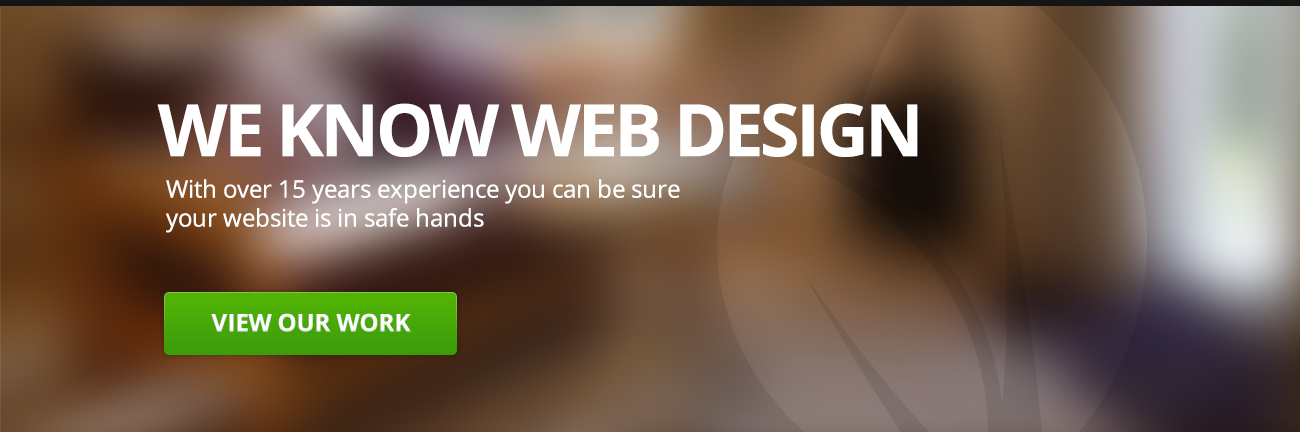 WE KNOW WEB DESIGN
With over 15 years experience you can be sure
your website is in safe hands
VIEW OUR WORK